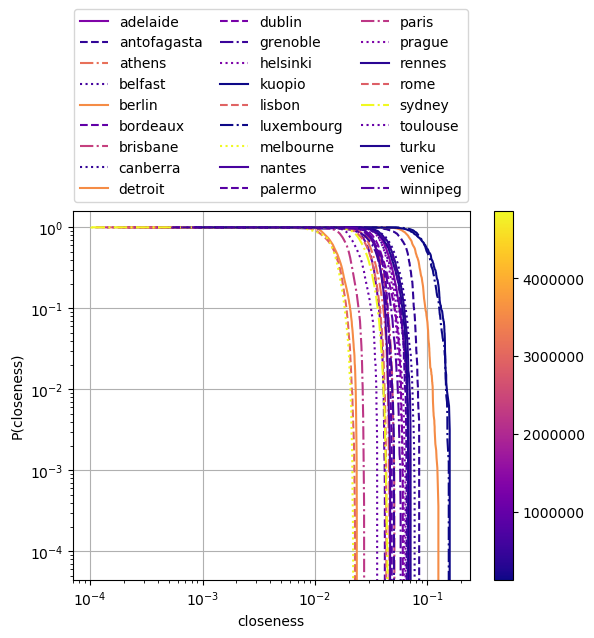 adelaide dublin paris
antofagasta grenoble prague
athens helsinki rennes
belfast kuopio rome
berlin lisbon sydney
bordeaux luxembourg toulouse
brisbane melbourne turku
canberra nantes venice
detroit palermo winnipeg
10⁰
10⁻¹
10⁻²
10⁻³
10⁻⁴
P(closeness)
10⁻⁴ 10⁻³ 10⁻² 10⁻¹
closeness
4000000
3000000
2000000
1000000